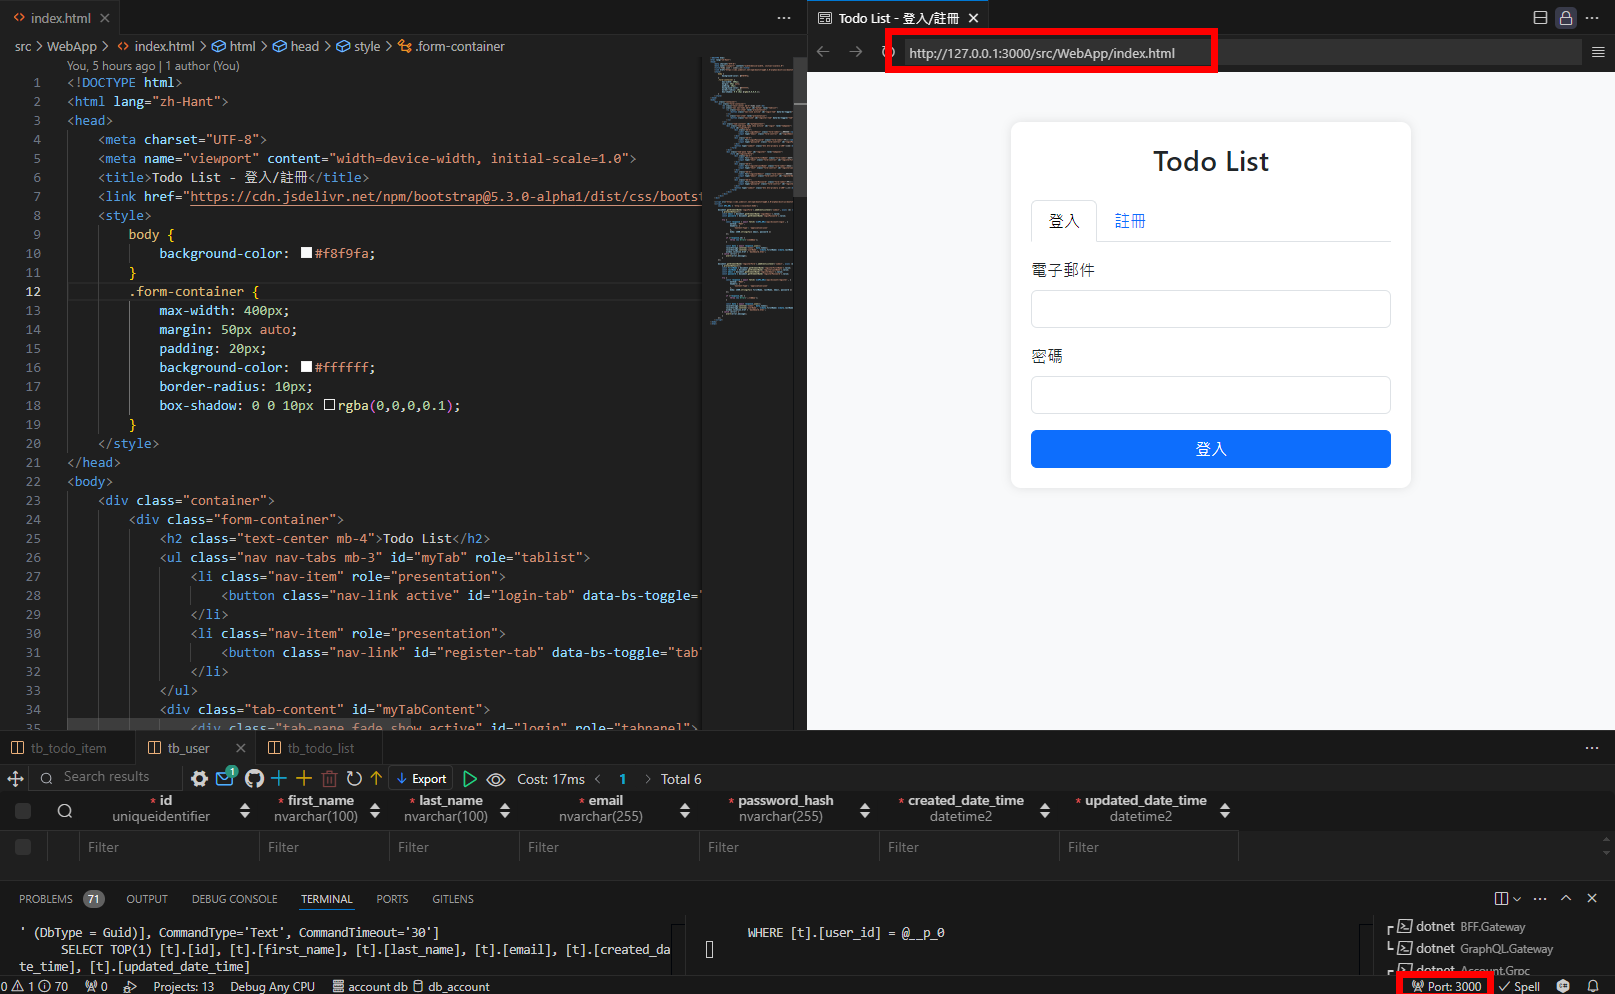 index.html
Todo List - 登入/註冊
src > WebApp > index.html > html > head > style > .form-container
http://127.0.0.1:3000/src/WebApp/index.html
You, 5 hours ago | 1 author (You)
1 <!DOCTYPE html>
2 <html lang="zh-Hant">
3 <head>
4 <meta charset="UTF-8">
5 <meta name="viewport" content="width=device-width, initial-scale=1.0">
6 <title>Todo List - 登入/註冊</title>
7 <link href="https://cdn.jsdelivr.net/npm/bootstrap@5.3.0-alpha1/dist/css/bootst
8 <style>
9 body {
10 background-color: #f8f9fa;
11 }
12 .form-container {
13 max-width: 400px;
14 margin: 50px auto;
15 padding: 20px;
16 background-color: #ffffff;
17 border-radius: 10px;
18 box-shadow: 0 0 10px rgba(0,0,0,0.1);
19 }
20 </style>
21 </head>
22 <body>
23 <div class="container">
24 <div class="form-container">
25 <h2 class="text-center mb-4">Todo List</h2>
26 <ul class="nav nav-tabs mb-3" id="myTab" role="tablist">
27 <li class="nav-item" role="presentation">
28 <button class="nav-link active" id="login-tab" data-bs-toggle="
29 </li>
30 <li class="nav-item" role="presentation">
31 <button class="nav-link" id="register-tab" data-bs-toggle="tab"
32 </li>
33 </ul>
34 <div class="tab-content" id="myTabContent">
35 <div class="tab-pane fade show active" id="login" role="tabpanel">
Todo List
登入 註冊
電子郵件
密碼
登入
tb_todo_item tb_user tb_todo_list
Search results 1 Export Cost: 17ms < 1 > Total 6
* id * first_name * last_name * email * password_hash * created_date_time * updated_date_time
uniqueidentifier nvarchar(100) nvarchar(100) nvarchar(255) nvarchar(255) datetime2 datetime2
Filter Filter Filter Filter Filter Filter Filter
PROBLEMS 71 OUTPUT DEBUG CONSOLE TERMINAL PORTS GITLENS
' (DbType = Guid)], CommandType='Text', CommandTimeout='30']
SELECT TOP(1) [t].[id], [t].[first_name], [t].[last_name], [t].[email], [t].[created_da
te_time], [t].[updated_date_time]
WHERE [t].[user_id] = @__p_0
dotnet BFF.Gateway
dotnet GraphQL.Gateway
dotnet Account.Grpc
0 1 70 0 Projects: 13 Debug Any CPU account db db_account Port: 3000 Spell